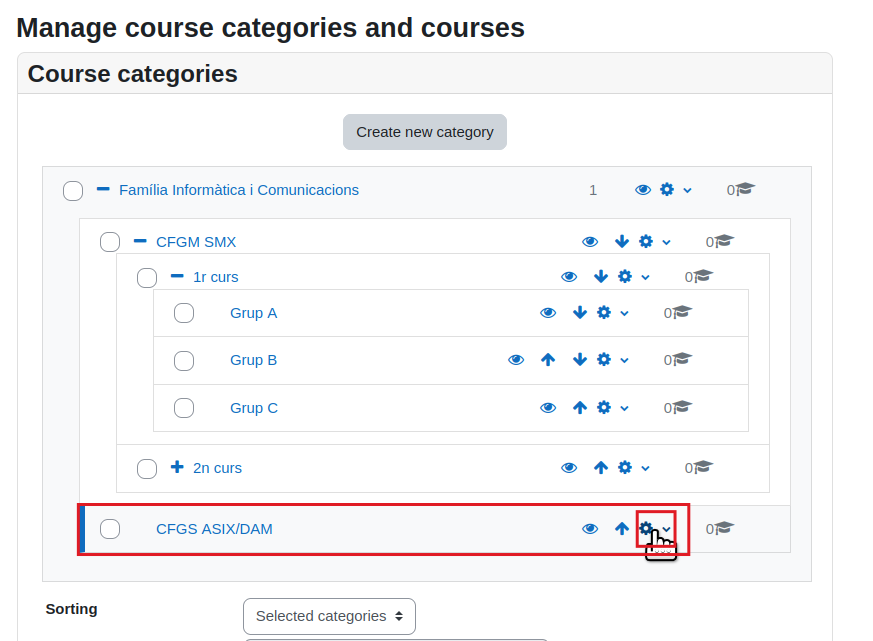 Manage course categories and courses
Course categories
Create new category
Família Informàtica i Comunicacions 1 0
CFGM SMX 0
1r curs 0
Grup A 0
Grup B 0
Grup C 0
2n curs 0
CFGS ASIX/DAM 0
Sorting Selected categories